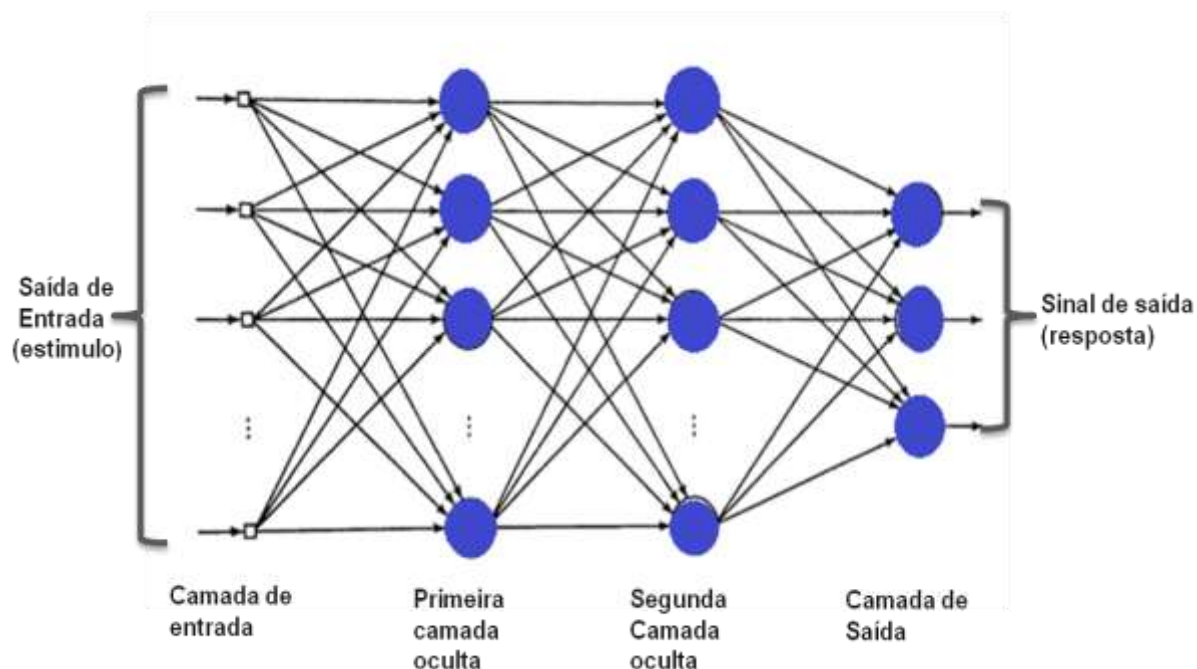 Saída de
Entrada
(estimulo)
Sinal de saída
(resposta)
Camada de
entrada
Primeira
camada
oculta
Segunda
Camada
oculta
Camada de
Saída